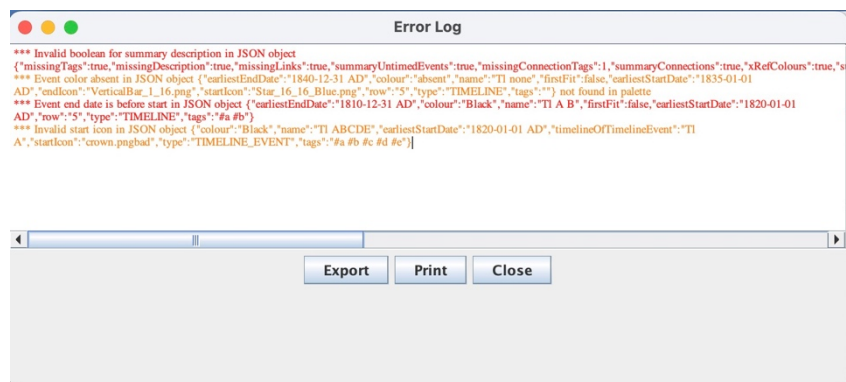 Error Log
*** Invalid boolean for summary description in JSON object
{"missingTags":true,"missingDescription":true,"missingLinks":true,"summaryUntimedEvents":true,"missingConnectionTags":1,"summaryConnections":true,"xRefColours":true,"s
*** Event color absent in JSON object {"earliestEndDate":"1840-12-31 AD","colour":"absent","name":"Tl none","firstFit":false,"earliestStartDate":"1835-01-01
AD","endIcon":"VerticalBar_1_16.png","startIcon":"Star_16_16_Blue.png","row":"5","type":"TIMELINE","tags":""} not found in palette
*** Event end date is before start in JSON object {"earliestEndDate":"1810-12-31 AD","colour":"Black","name":"Tl A B","firstFit":false,"earliestStartDate":"1820-01-01
AD","row":"5","type":"TIMELINE","tags":"#a #b"}
*** Invalid start icon in JSON object {"colour":"Black","name":"Tl ABCDE","earliestStartDate":"1820-01-01 AD","timelineOfTimelineEvent":"Tl
A","startIcon":"crown.pngbad","type":"TIMELINE_EVENT","tags":"#a #b #c #d #e"}
Export Print Close